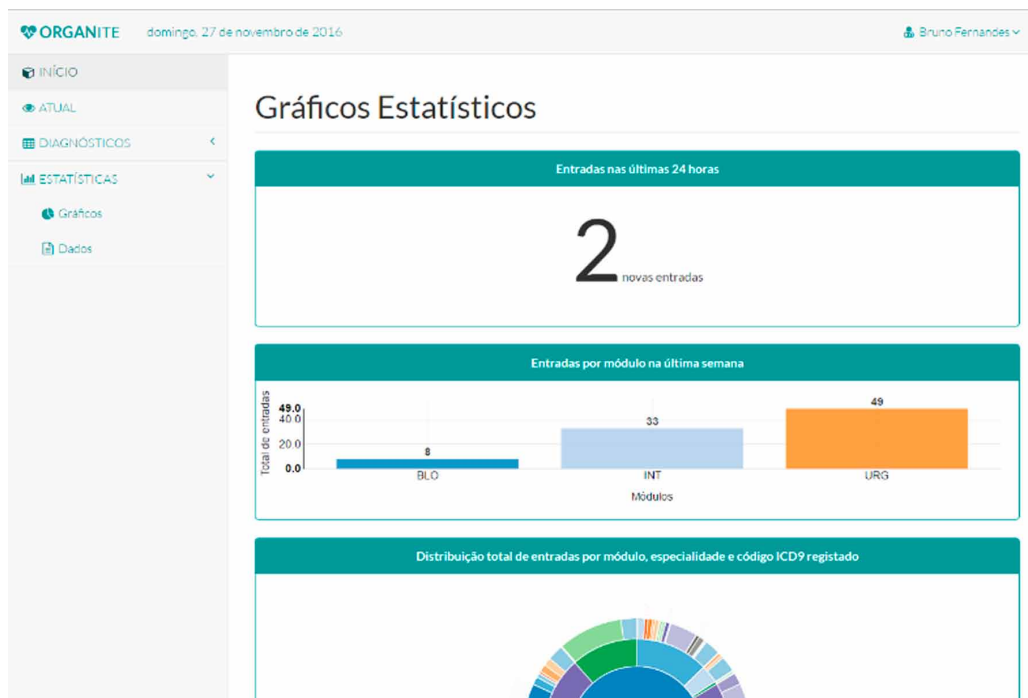 ORGANITE domingo, 27 de novembro de 2016 Bruno Fernandes
INÍCIO
ATUAL
DIAGNÓSTICOS
ESTATÍSTICAS
Gráficos
Dados
Gráficos Estatísticos
Entradas nas últimas 24 horas
2 novas entradas
Entradas por módulo na última semana
Total de entradas
49.0
40.0
20.0
0.0
8
33
49
BLO
INT
URG
Módulos
Distribuição total de entradas por módulo, especialidade e código ICD9 registado